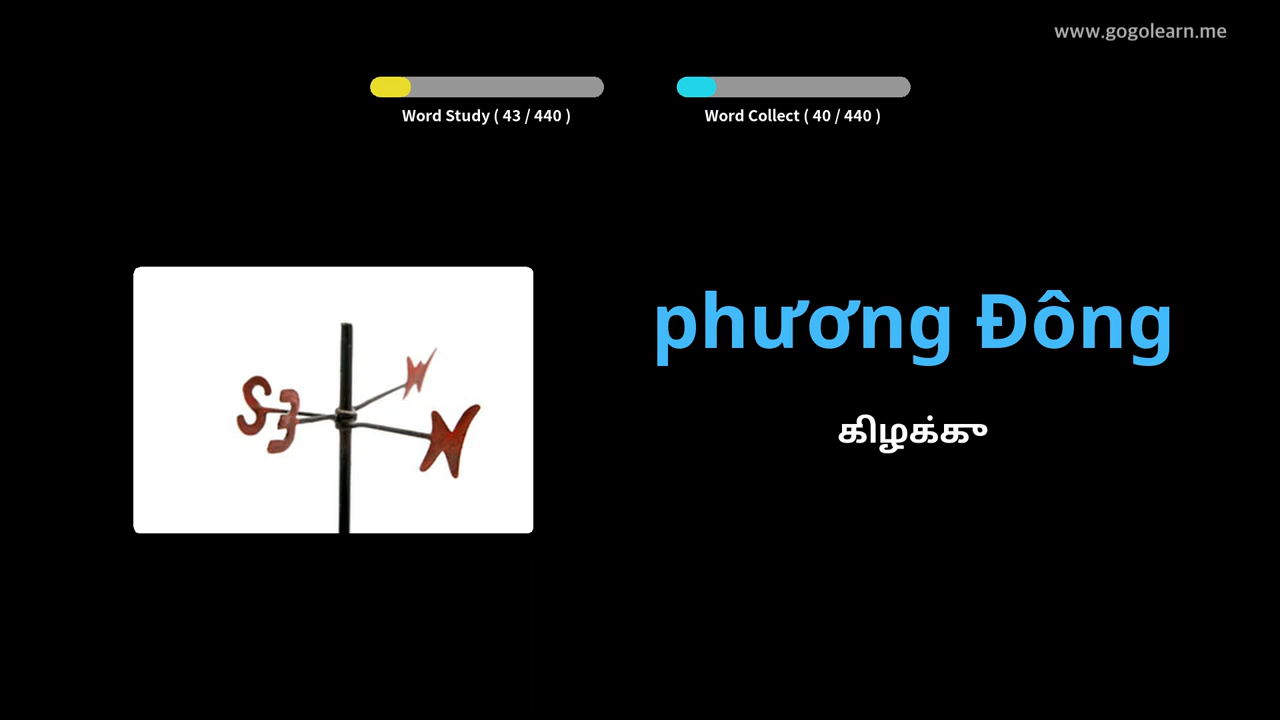 www.gogolearn.me
Word Study ( 43 / 440 )
Word Collect ( 40 / 440 )
phương Đông
கிழக்கு
S E N